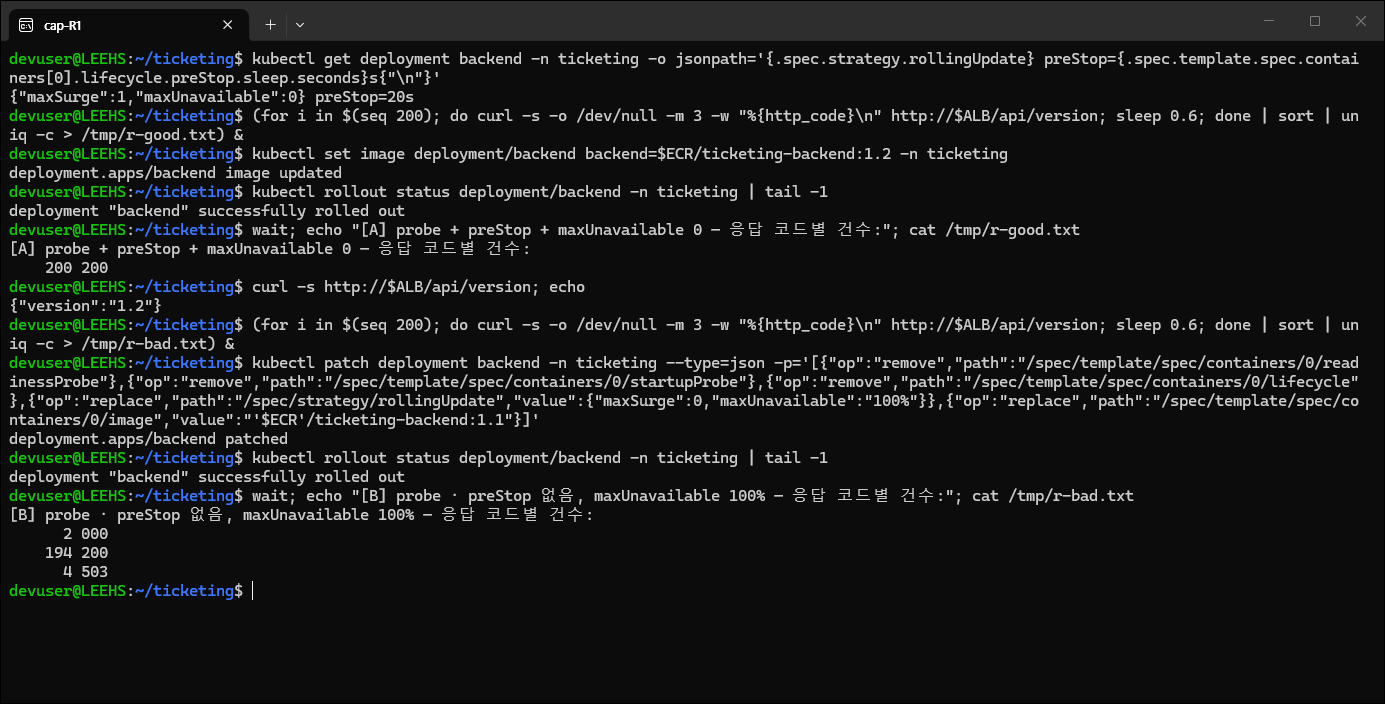 cap-R1
devuser@LEEHS:~/ticketing$ kubectl get deployment backend -n ticketing -o jsonpath='{.spec.strategy.rollingUpdate} preStop={.spec.template.spec.contai
ners[0].lifecycle.preStop.sleep.seconds}s{"\n"}'
{"maxSurge":1,"maxUnavailable":0} preStop=20s
devuser@LEEHS:~/ticketing$ (for i in $(seq 200); do curl -s -o /dev/null -m 3 -w "%{http_code}\n" http://$ALB/api/version; sleep 0.6; done | sort | un
iq -c > /tmp/r-good.txt) &
devuser@LEEHS:~/ticketing$ kubectl set image deployment/backend backend=$ECR/ticketing-backend:1.2 -n ticketing
deployment.apps/backend image updated
devuser@LEEHS:~/ticketing$ kubectl rollout status deployment/backend -n ticketing | tail -1
deployment "backend" successfully rolled out
devuser@LEEHS:~/ticketing$ wait; echo "[A] probe + preStop + maxUnavailable 0 — 응답 코드별 건수:"; cat /tmp/r-good.txt
[A] probe + preStop + maxUnavailable 0 — 응답 코드별 건수:
    200 200
devuser@LEEHS:~/ticketing$ curl -s http://$ALB/api/version; echo
{"version":"1.2"}
devuser@LEEHS:~/ticketing$ (for i in $(seq 200); do curl -s -o /dev/null -m 3 -w "%{http_code}\n" http://$ALB/api/version; sleep 0.6; done | sort | un
iq -c > /tmp/r-bad.txt) &
devuser@LEEHS:~/ticketing$ kubectl patch deployment backend -n ticketing --type=json -p='[{"op":"remove","path":"/spec/template/spec/containers/0/read
inessProbe"},{"op":"remove","path":"/spec/template/spec/containers/0/startupProbe"},{"op":"remove","path":"/spec/template/spec/containers/0/lifecycle"
},{"op":"replace","path":"/spec/strategy/rollingUpdate","value":{"maxSurge":0,"maxUnavailable":"100%"}},{"op":"replace","path":"/spec/template/spec/co
ntainers/0/image","value":"'$ECR'/ticketing-backend:1.1"}]'
deployment.apps/backend patched
devuser@LEEHS:~/ticketing$ kubectl rollout status deployment/backend -n ticketing | tail -1
deployment "backend" successfully rolled out
devuser@LEEHS:~/ticketing$ wait; echo "[B] probe · preStop 없음, maxUnavailable 100% — 응답 코드별 건수:"; cat /tmp/r-bad.txt
[B] probe · preStop 없음, maxUnavailable 100% — 응답 코드별 건수:
      2 000
    194 200
      4 503
devuser@LEEHS:~/ticketing$